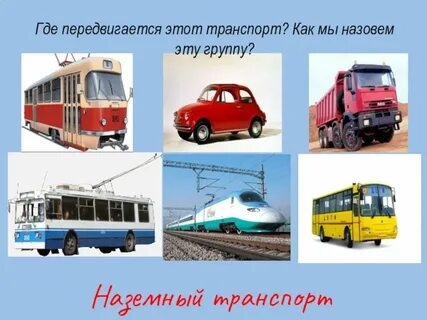 Где передвигается этот транспорт? Как мы назовем
эту группу?
Наземный транспорт